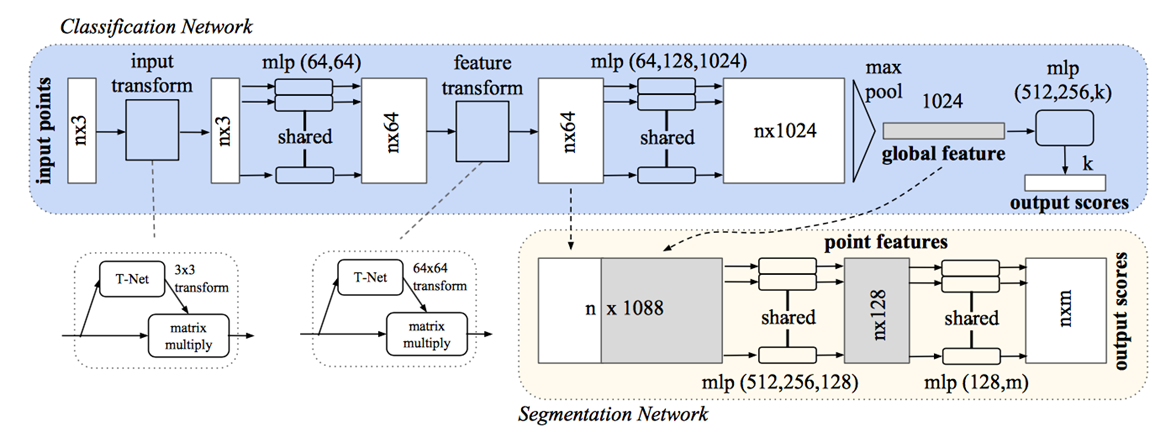 Classification Network
input points
nx3
input
transform
nx3
mlp (64,64)
shared
nx64
feature
transform
nx64
mlp (64,128,1024)
shared
nx1024
max
pool
1024
global feature
mlp
(512,256,k)
k
output scores
T-Net
3x3
transform
matrix
multiply
T-Net
64x64
transform
matrix
multiply
point features
n x 1088
shared
mlp (512,256,128)
nx128
shared
mlp (128,m)
nxm
output scores
Segmentation Network